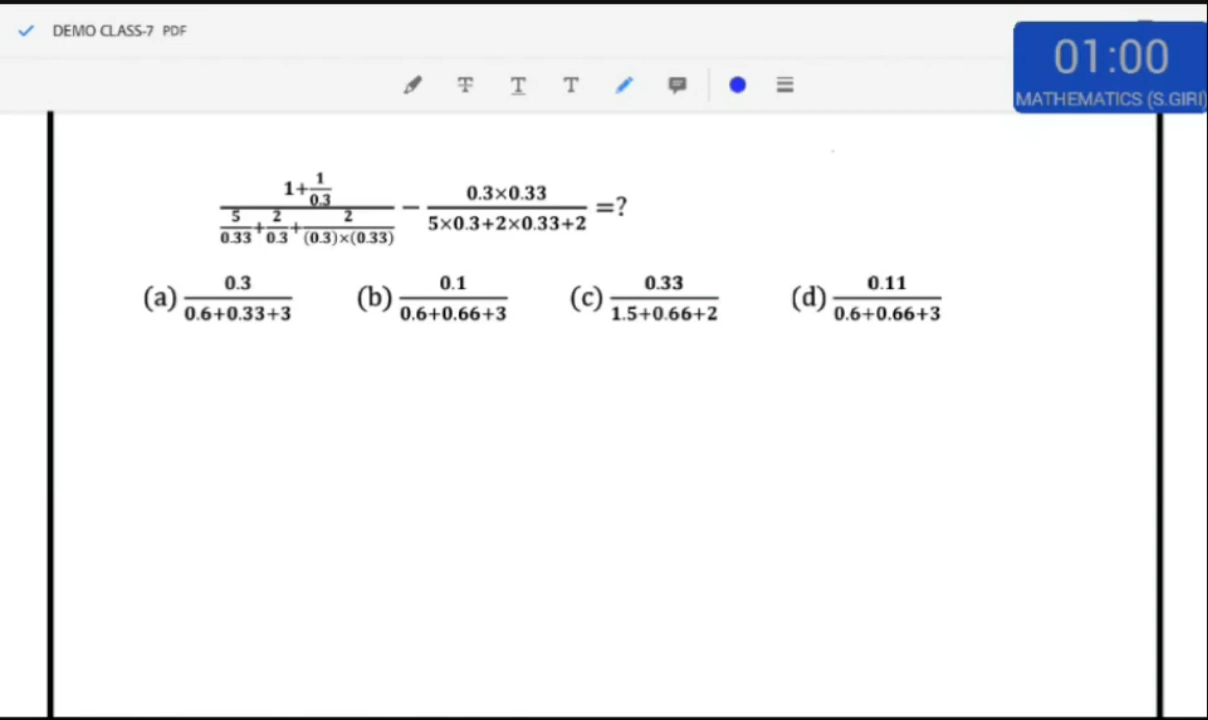 DEMO CLASS-7 PDF
01:00
MATHEMATICS (S.GIRI)
T T T
1+1/0.3 / 5/0.33+2/0.3+2/(0.3)×(0.33) − 0.3×0.33 / 5×0.3+2×0.33+2 =?
(a) 0.3/0.6+0.33+3 (b) 0.1/0.6+0.66+3 (c) 0.33/1.5+0.66+2 (d) 0.11/0.6+0.66+3